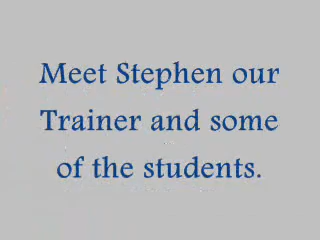 Meet Stephen our
Trainer and some
of the students.